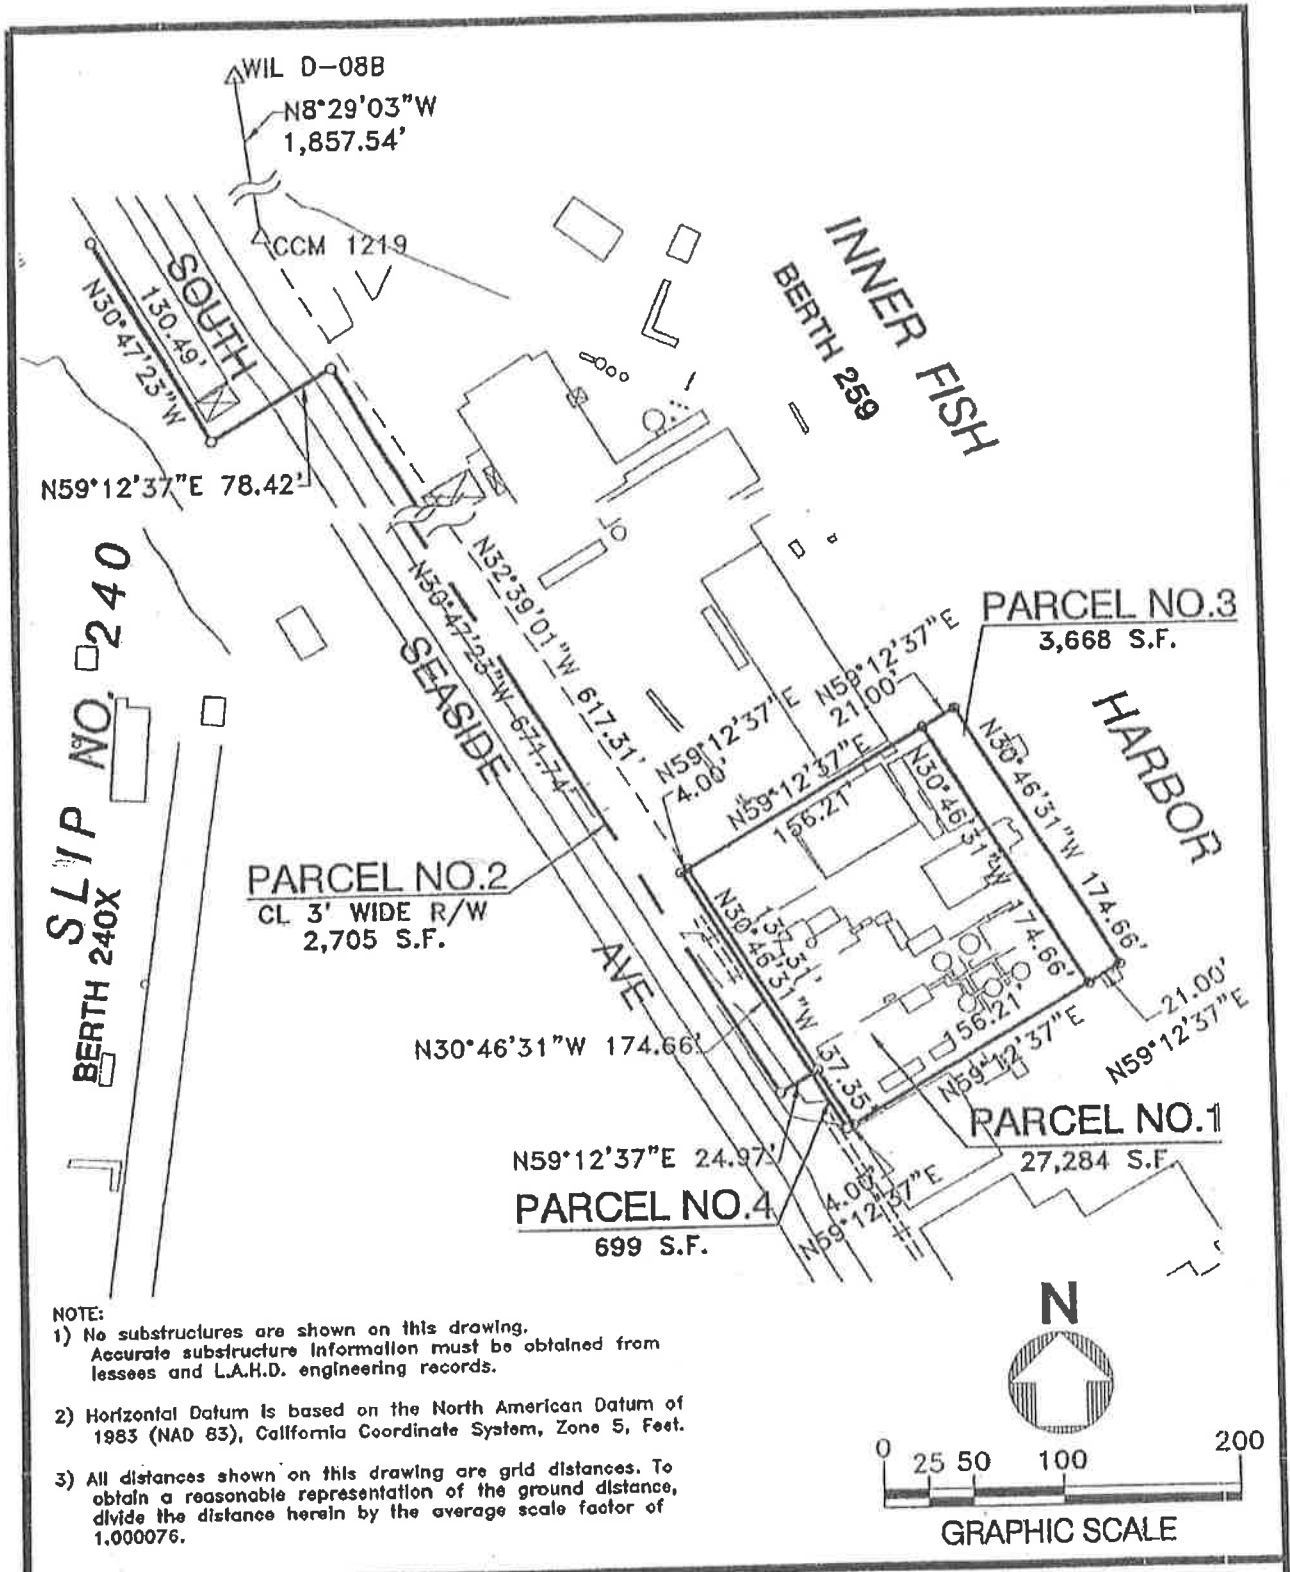 WIL D-08B
N8°29'03"W
1,857.54'
CCM 1219
SOUTH
130.49'
N30°47'23"W
N59°12'37"E 78.42'
INNER FISH
BERTH 259
HARBOR
SLIP NO. 240
BERTH 240X
N32°39'01"W 617.31'
N30°47'23"W 671.74'
SEASIDE
AVE
PARCEL NO.3
3,668 S.F.
N59°12'37"E
21.00'
N59°12'37"E
4.00'
N59°12'37"E
156.21'
N30°46'31"W 174.66'
N30°46'31"W
174.66'
PARCEL NO.2
CL 3' WIDE R/W
2,705 S.F.
137.31'
N30°46'31"W
N30°46'31"W 174.66'
37.35'
156.21'
N59°12'37"E
21.00'
N59°12'37"E
PARCEL NO.1
27,284 S.F.
N59°12'37"E 24.97'
PARCEL NO.4
699 S.F.
4.00'
N59°12'37"E
NOTE:
1) No substructures are shown on this drawing.
Accurate substructure information must be obtained from
lessees and L.A.H.D. engineering records.
2) Horizontal Datum is based on the North American Datum of
1983 (NAD 83), California Coordinate System, Zone 5, Feet.
3) All distances shown on this drawing are grid distances. To
obtain a reasonable representation of the ground distance,
divide the distance herein by the average scale factor of
1.000076.
N
0 25 50 100 200
GRAPHIC SCALE